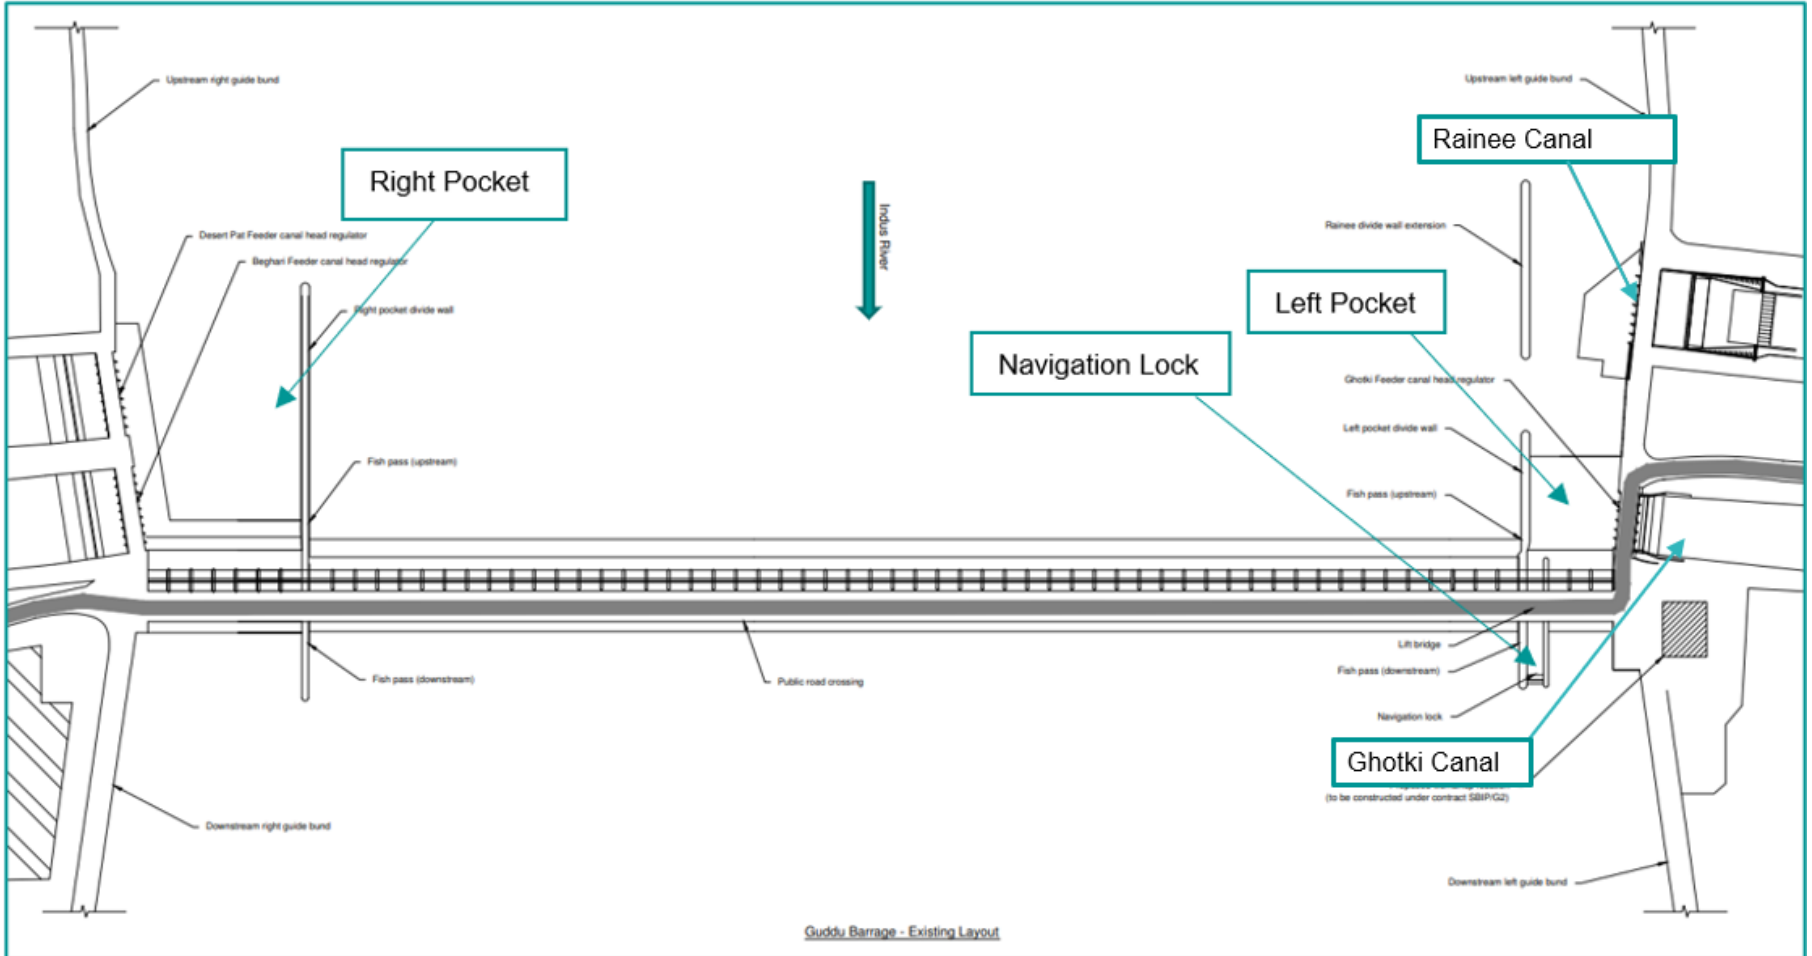 Upstream right guide bund
Upstream left guide bund
Rainee Canal
Right Pocket
Indus River
Rainee divide wall extension
Desert Pat Feeder canal head regulator
Beghari Feeder canal head regulator
Left Pocket
Right pocket divide wall
Navigation Lock
Ghotki Feeder canal head regulator
Left pocket divide wall
Fish pass (upstream)
Fish pass (upstream)
Lift bridge
Fish pass (downstream)
Fish pass (downstream)
Public road crossing
Navigation lock
Ghotki Canal
(to be constructed under contract SBIP/G2)
Downstream right guide bund
Downstream left guide bund
Guddu Barrage - Existing Layout